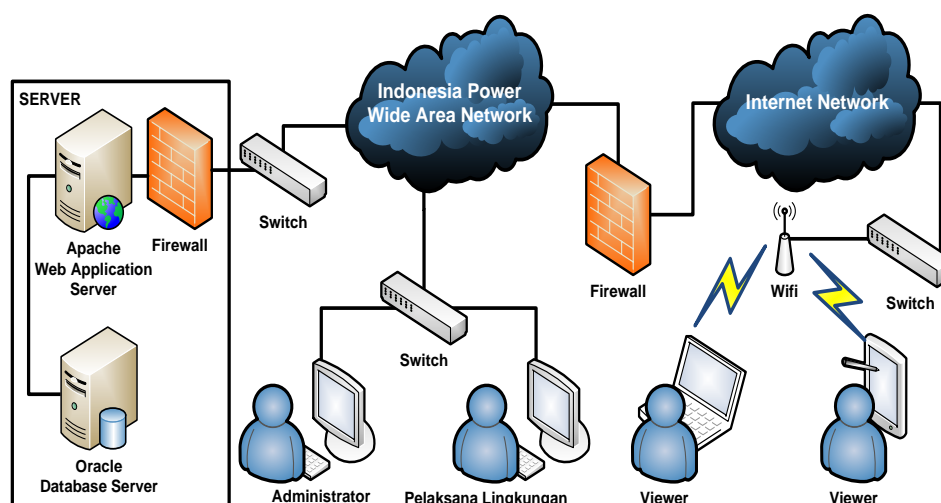 SERVER
Apache
Web Application
Server
Firewall
Oracle
Database Server
Switch
Indonesia Power
Wide Area Network
Switch
Administrator
Pelaksana Lingkungan
Firewall
Internet Network
Wifi
Switch
Viewer
Viewer